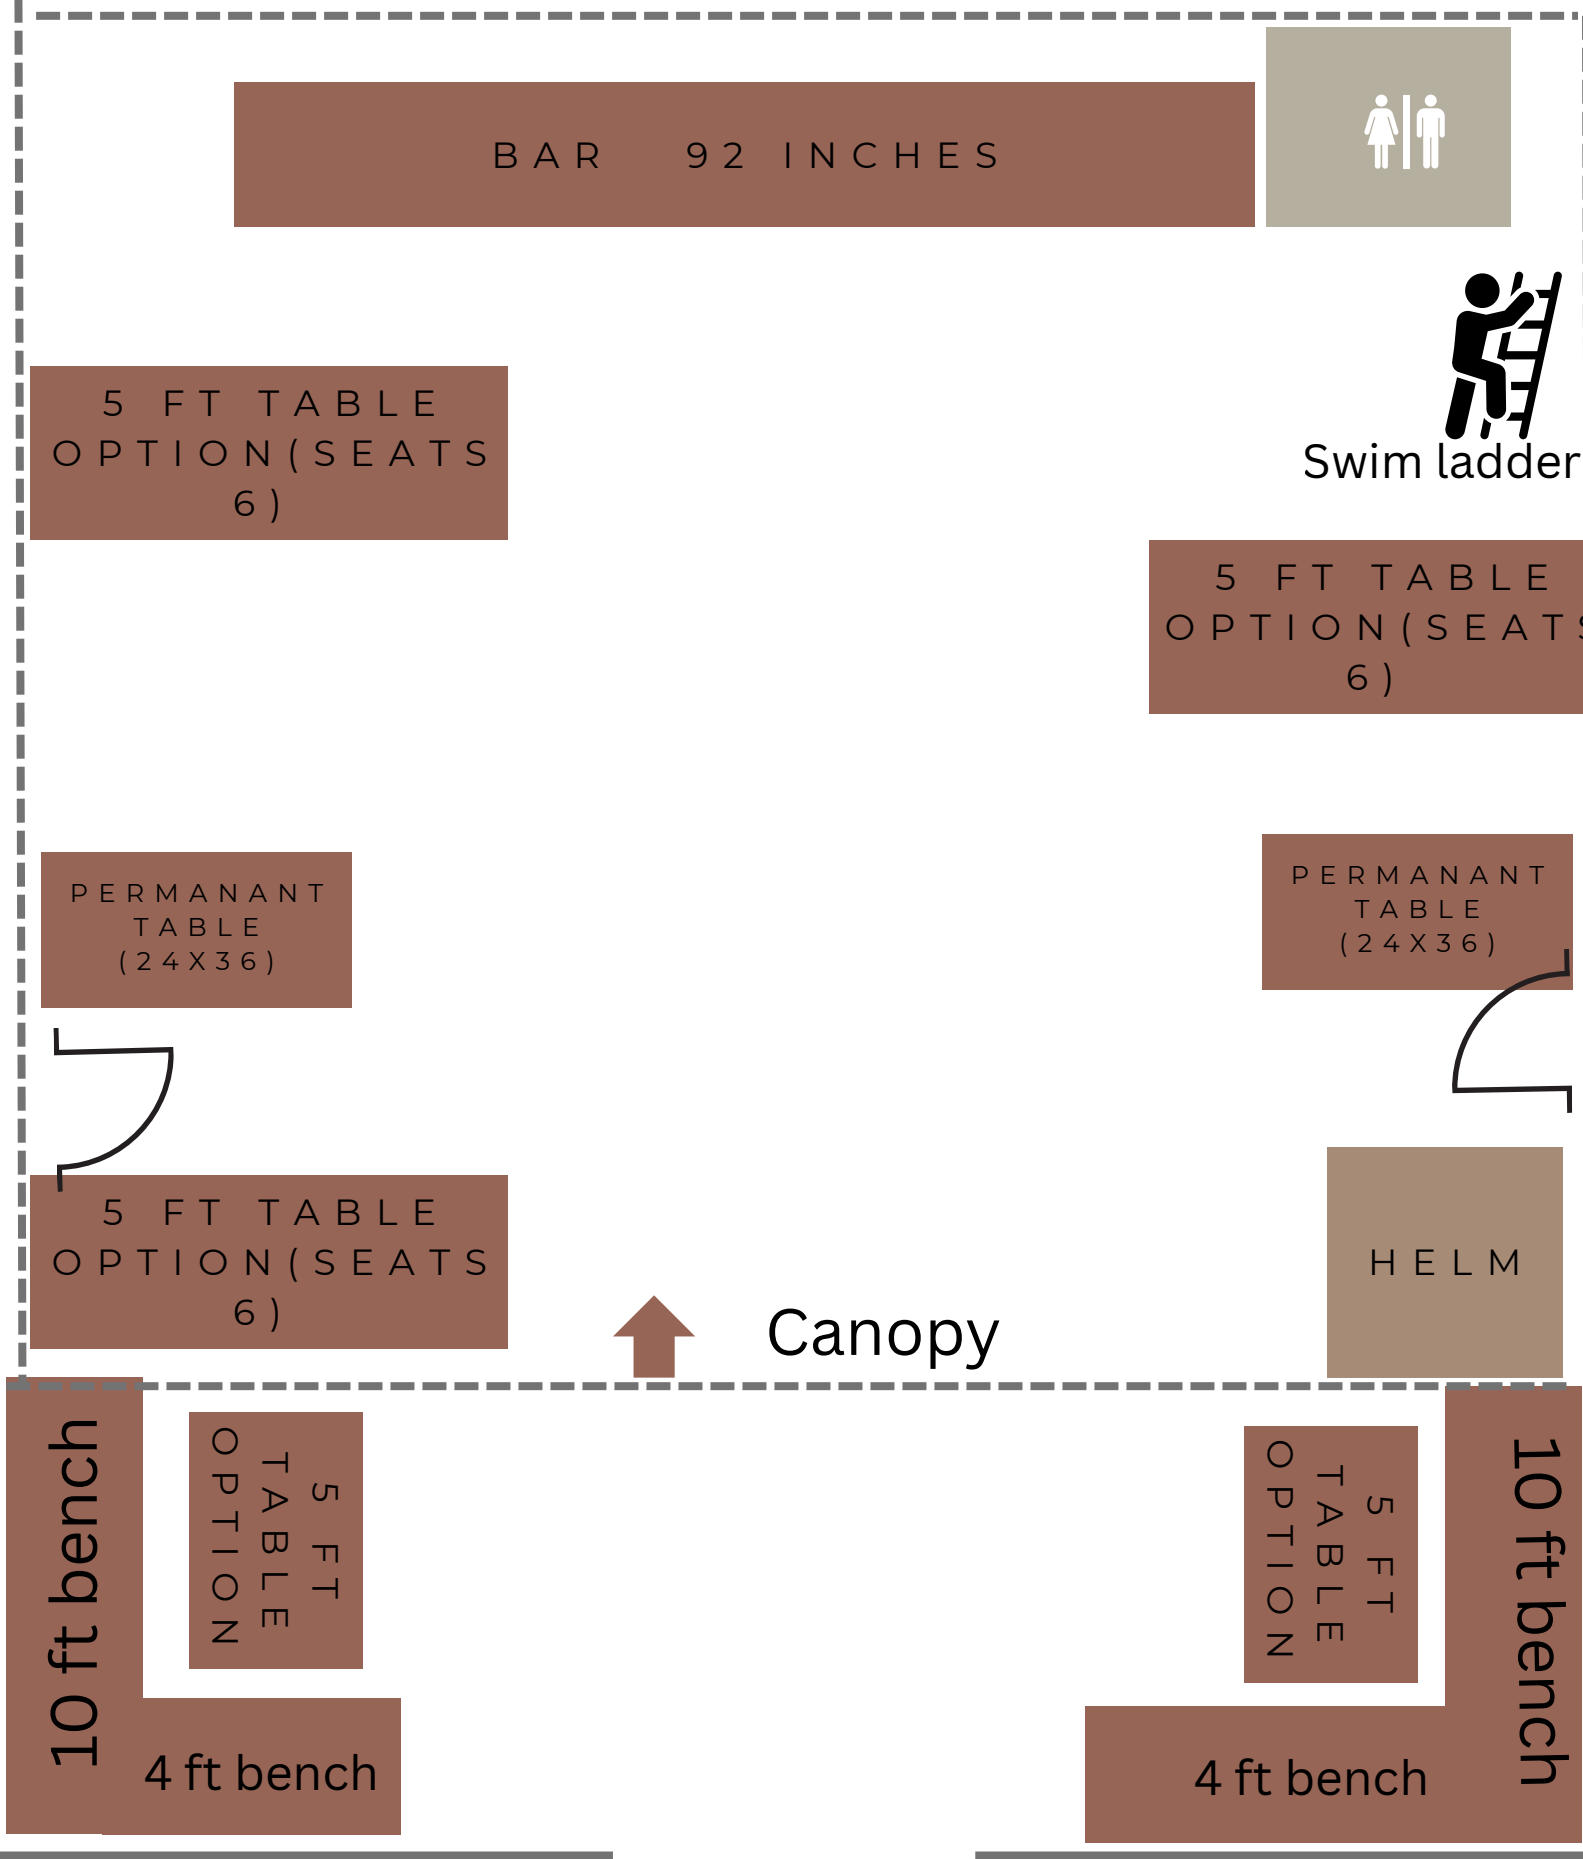 BAR 92 INCHES
5 FT TABLE
OPTION(SEATS
6)
Swim ladder
5 FT TABLE
OPTION(SEATS
6)
PERMANANT
TABLE
(24X36)
PERMANANT
TABLE
(24X36)
5 FT TABLE
OPTION(SEATS
6)
HELM
Canopy
10 ft bench
5 FT
TABLE
OPTION
5 FT
TABLE
OPTION
10 ft bench
4 ft bench
4 ft bench